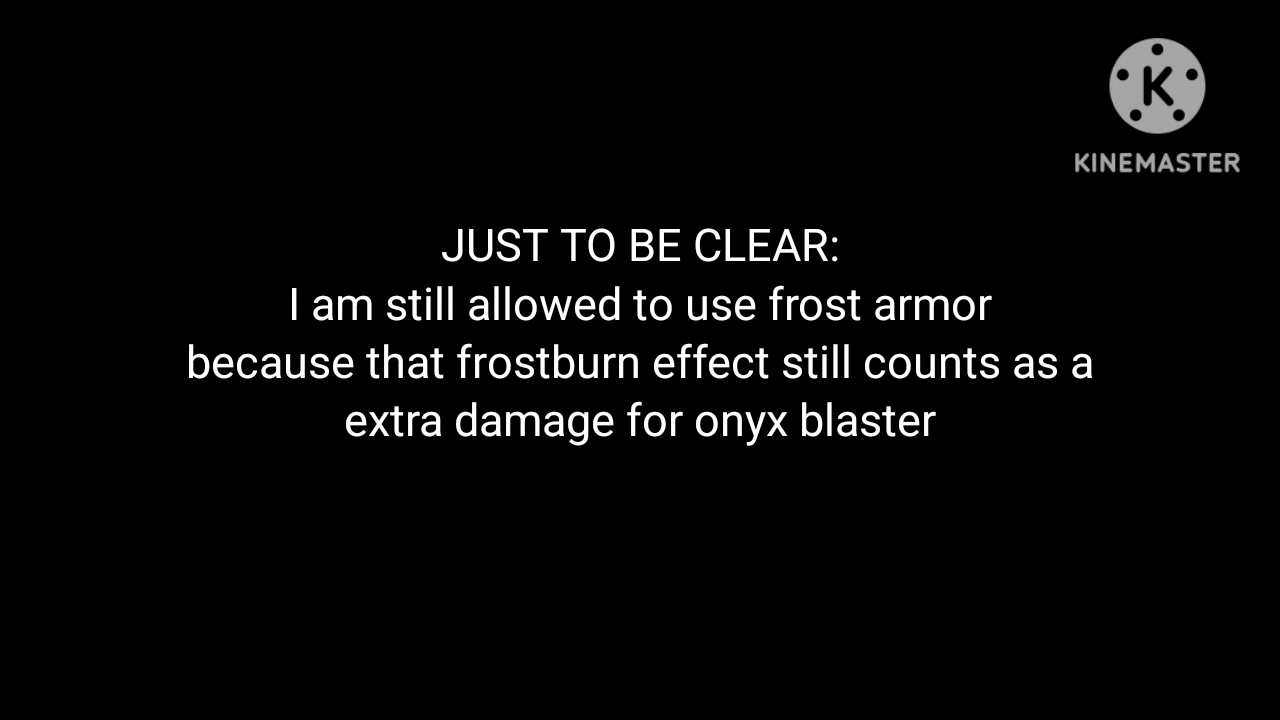 K
KINEMASTER
JUST TO BE CLEAR:
I am still allowed to use frost armor
because that frostburn effect still counts as a
extra damage for onyx blaster